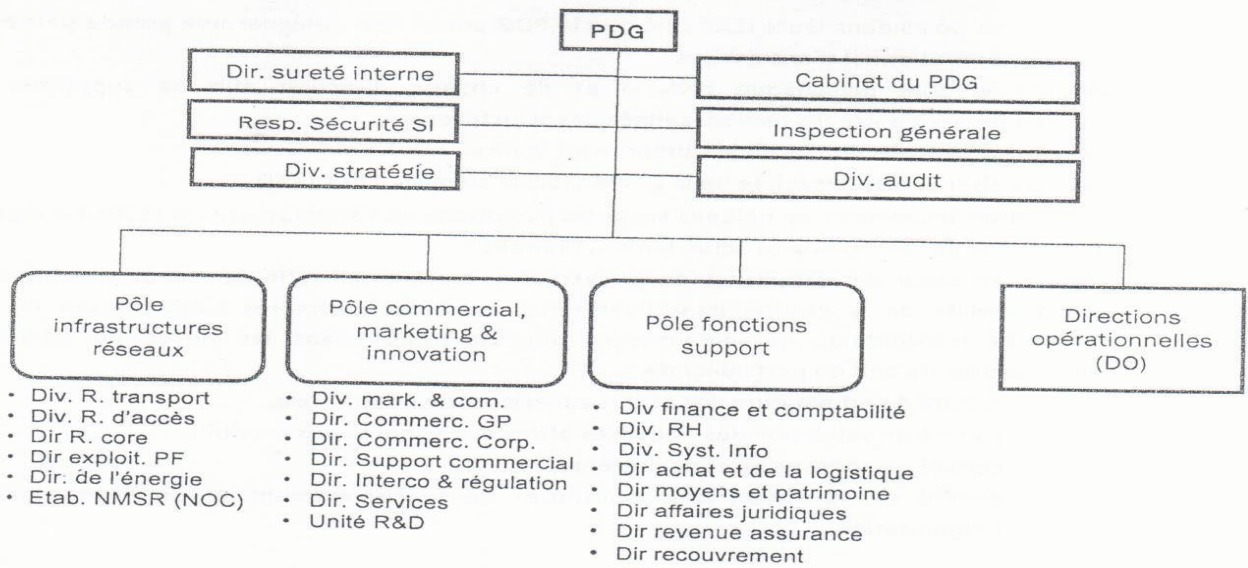 PDG
Dir. sureté interne
Cabinet du PDG
Resp. Sécurité SI
Inspection générale
Div. stratégie
Div. audit
Pôle
infrastructures
réseaux
• Div. R. transport
• Div. R. d'accès
• Dir R. core
• Dir exploit. PF
• Dir. de l'énergie
• Etab. NMSR (NOC)
Pôle commercial,
marketing &
innovation
• Div. mark. & com.
• Dir. Commerc. GP
• Dir. Commerc. Corp.
• Dir. Support commercial
• Dir. Interco & régulation
• Dir. Services
• Unité R&D
Pôle fonctions
support
• Div finance et comptabilité
• Div. RH
• Div. Syst. Info
• Dir achat et de la logistique
• Dir moyens et patrimoine
• Dir affaires juridiques
• Dir revenue assurance
• Dir recouvrement
Directions
opérationnelles
(DO)